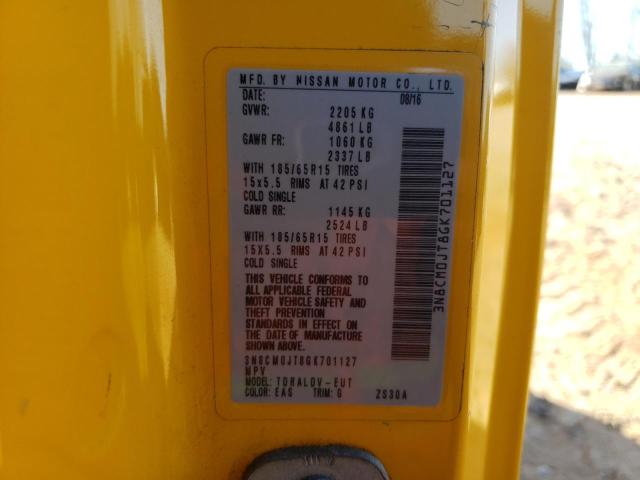 MFD. BY NISSAN MOTOR CO., LTD.
DATE: 08/16
GVWR: 2205 KG
4861 LB
GAWR FR: 1060 KG
2337 LB
WITH 185/65R15 TIRES
15x5.5 RIMS AT 42 PSI
COLD SINGLE
GAWR RR: 1145 KG
2524 LB
WITH 185/65R15 TIRES
15X5.5 RIMS AT 42 PSI
COLD SINGLE
THIS VEHICLE CONFORMS TO
ALL APPLICABLE FEDERAL
MOTOR VEHICLE SAFETY AND
THEFT PREVENTION
STANDARDS IN EFFECT ON
THE DATE OF MANUFACTURE
SHOWN ABOVE.
3N8CM0JT8GK701127
MPV
MODEL: TDRALDV-EUT
COLOR: EAS TRIM: G ZS30A
3N8CM0JT8GK701127